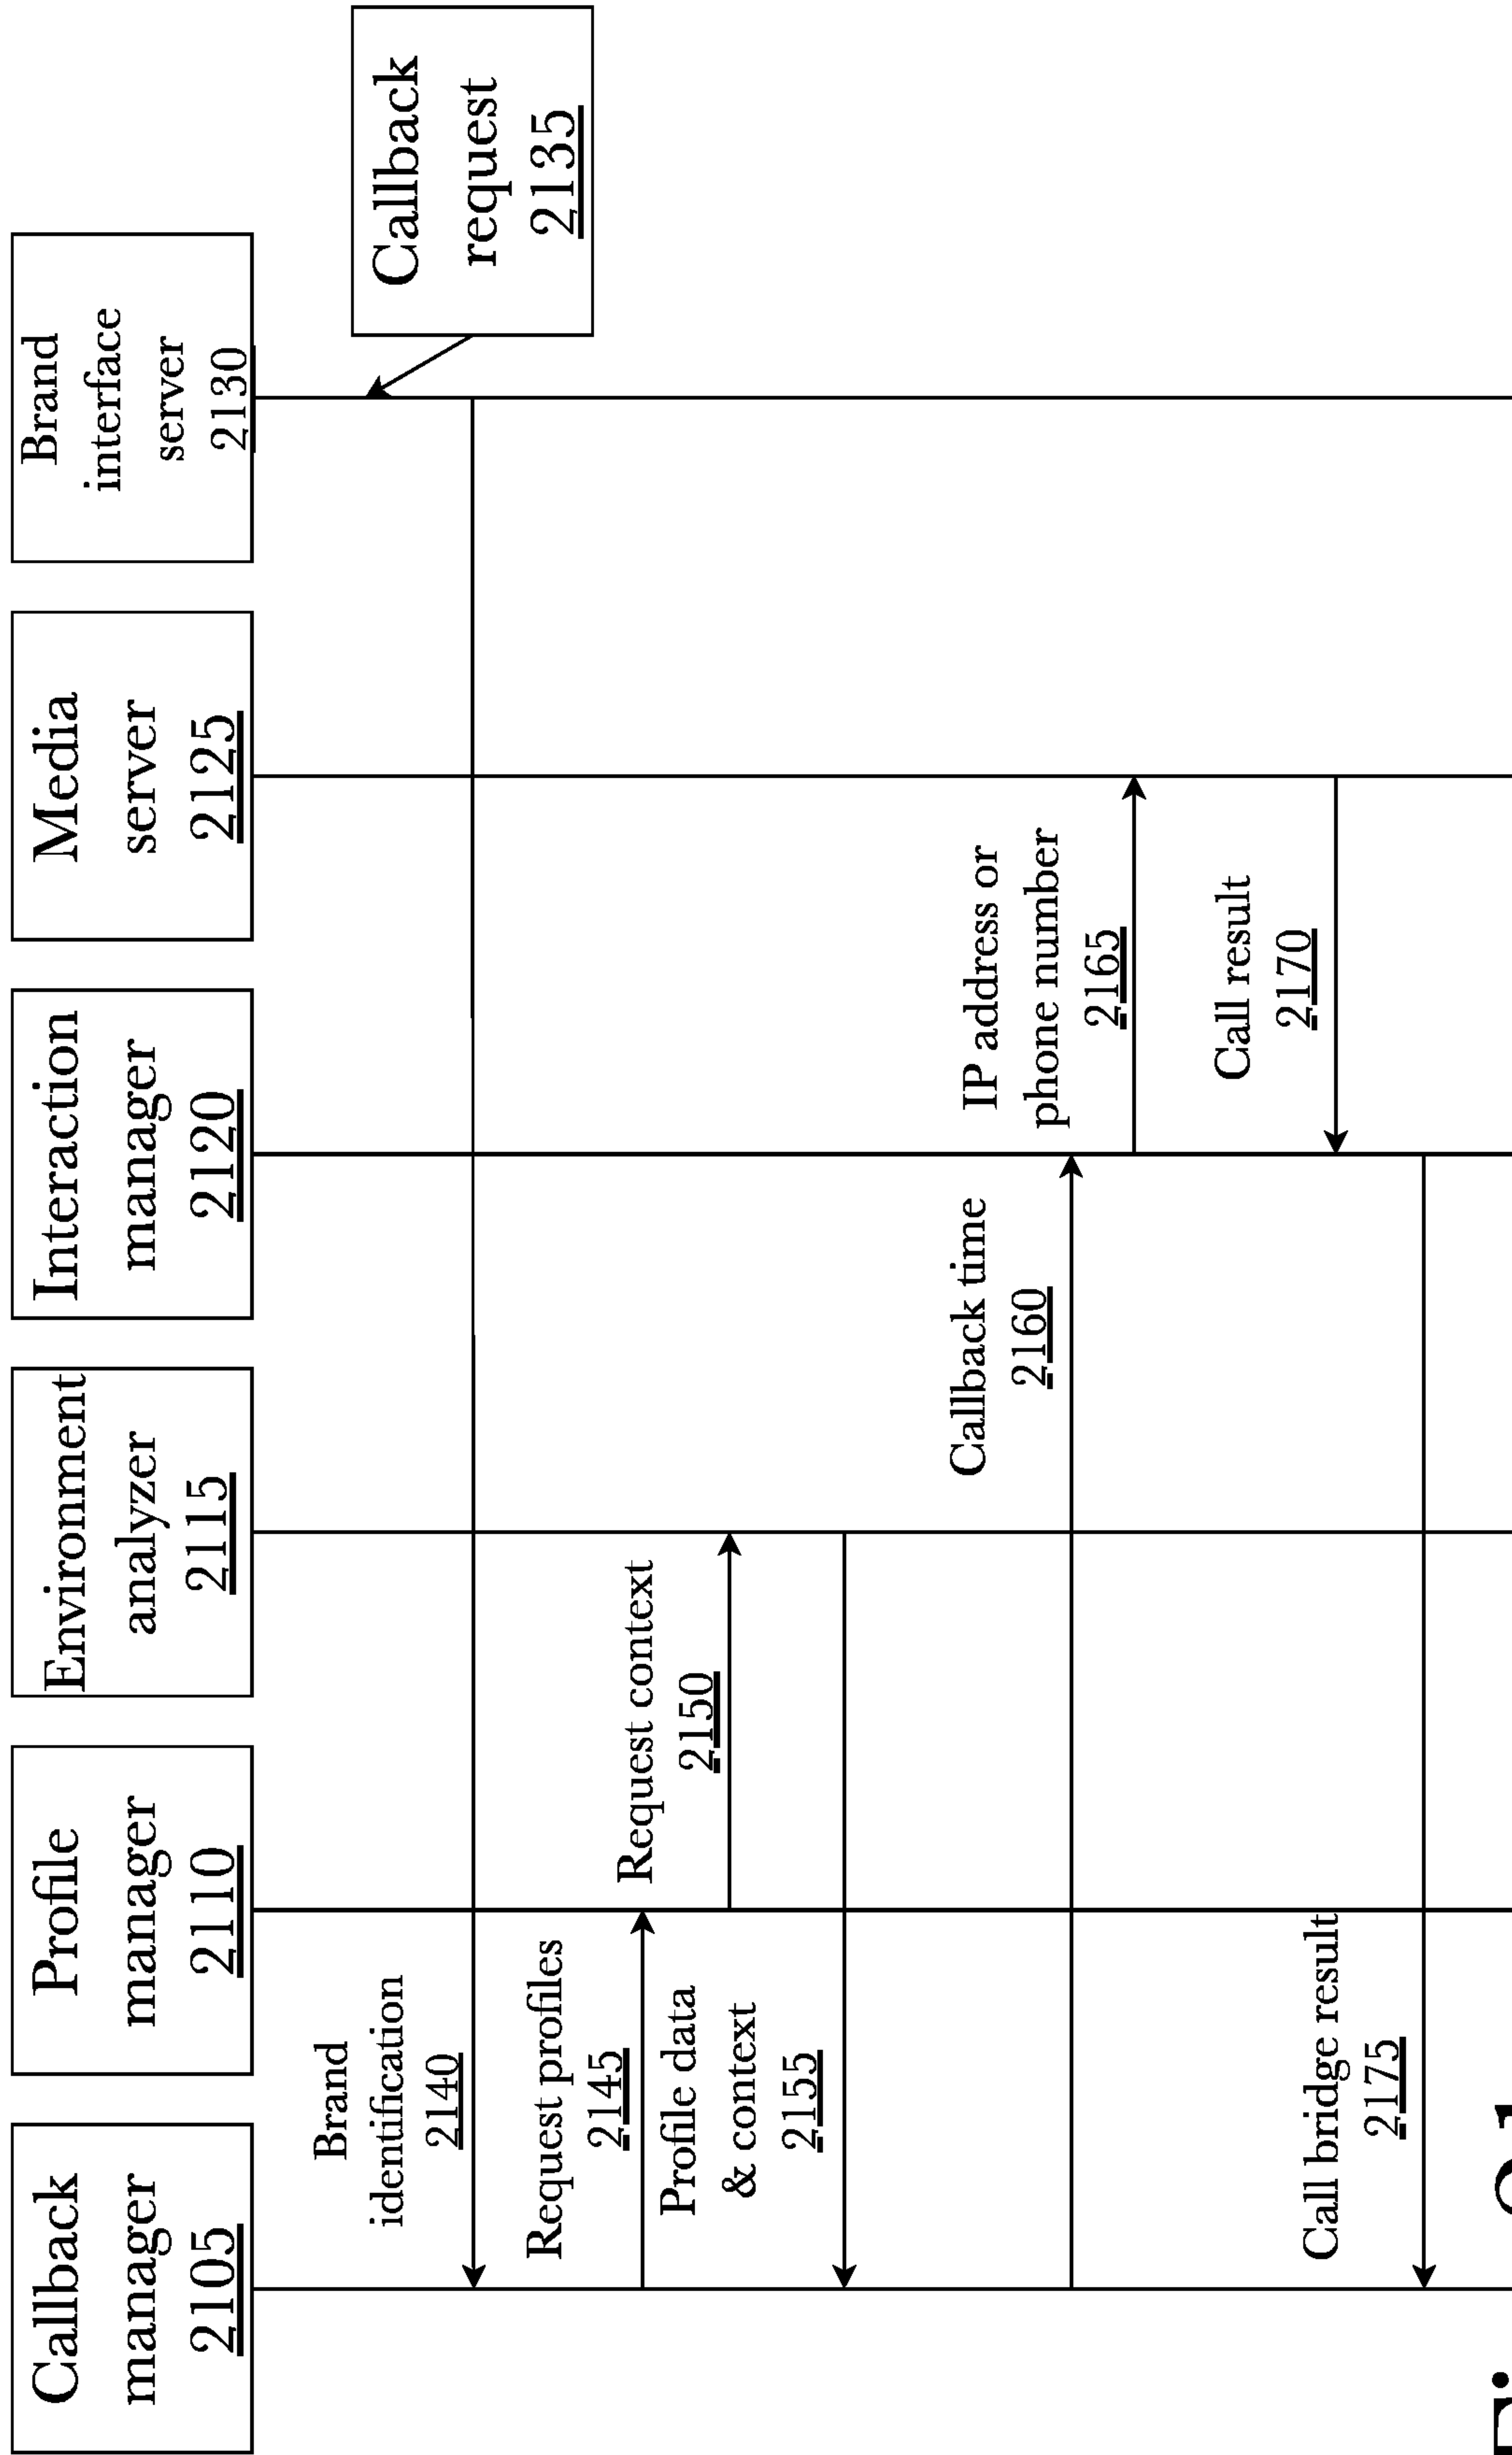 Callback
manager
2105
Profile
manager
2110
Environment
analyzer
2115
Interaction
manager
2120
Media
server
2125
Brand
interface
server
2130
Callback
request
2135
Brand
identification
2140
Request profiles
2145
Request context
2150
Profile data
& context
2155
Callback time
2160
IP address or
phone number
2165
Call result
2170
Call bridge result
2175